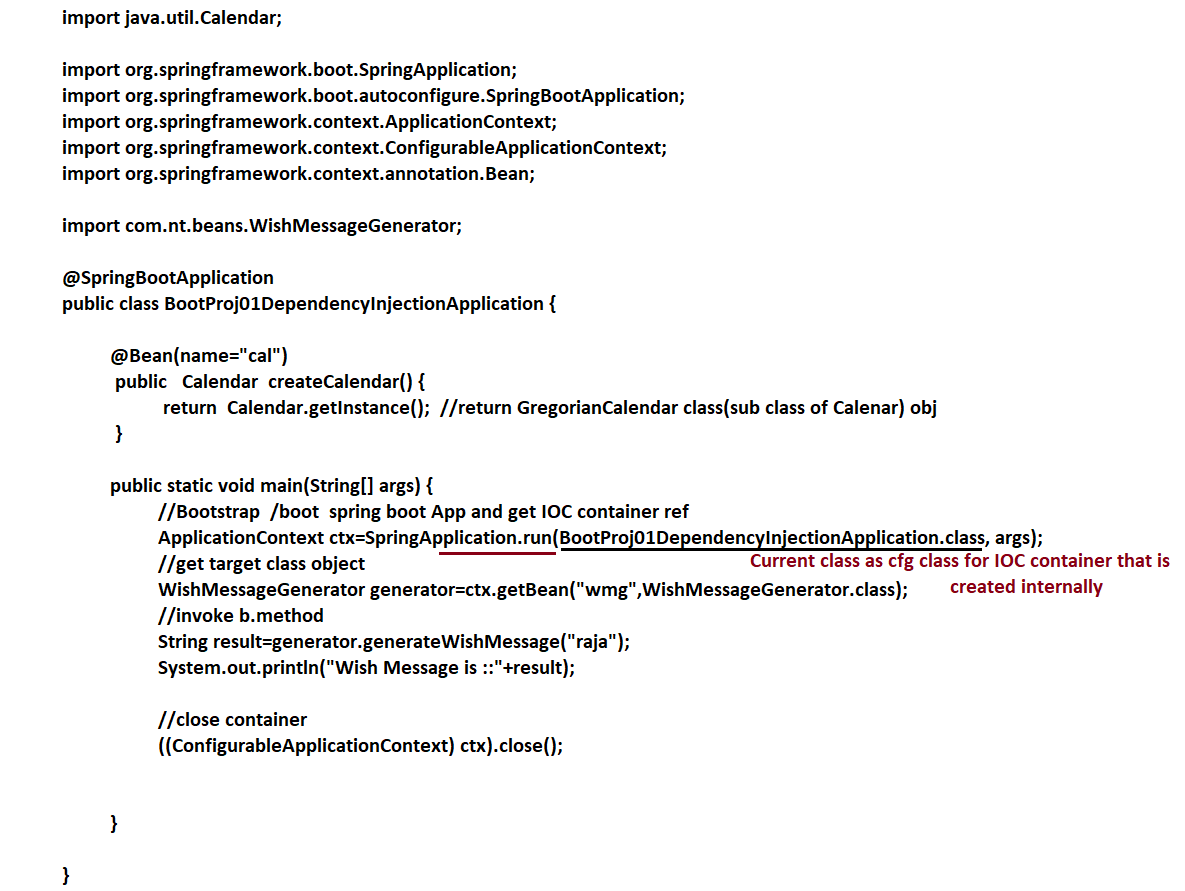 import java.util.Calendar;
import org.springframework.boot.SpringApplication;
import org.springframework.boot.autoconfigure.SpringBootApplication;
import org.springframework.context.ApplicationContext;
import org.springframework.context.ConfigurableApplicationContext;
import org.springframework.context.annotation.Bean;
import com.nt.beans.WishMessageGenerator;
@SpringBootApplication
public class BootProj01DependencyInjectionApplication {
@Bean(name="cal")
public Calendar createCalendar() {
return Calendar.getInstance(); //return GregorianCalendar class(sub class of Calenar) obj
}
public static void main(String[] args) {
//Bootstrap /boot spring boot App and get IOC container ref
ApplicationContext ctx=SpringApplication.run(BootProj01DependencyInjectionApplication.class, args);
//get target class object
Current class as cfg class for IOC container that is
created internally
WishMessageGenerator generator=ctx.getBean("wmg",WishMessageGenerator.class);
//invoke b.method
String result=generator.generateWishMessage("raja");
System.out.println("Wish Message is ::"+result);
//close container
((ConfigurableApplicationContext) ctx).close();
}
}